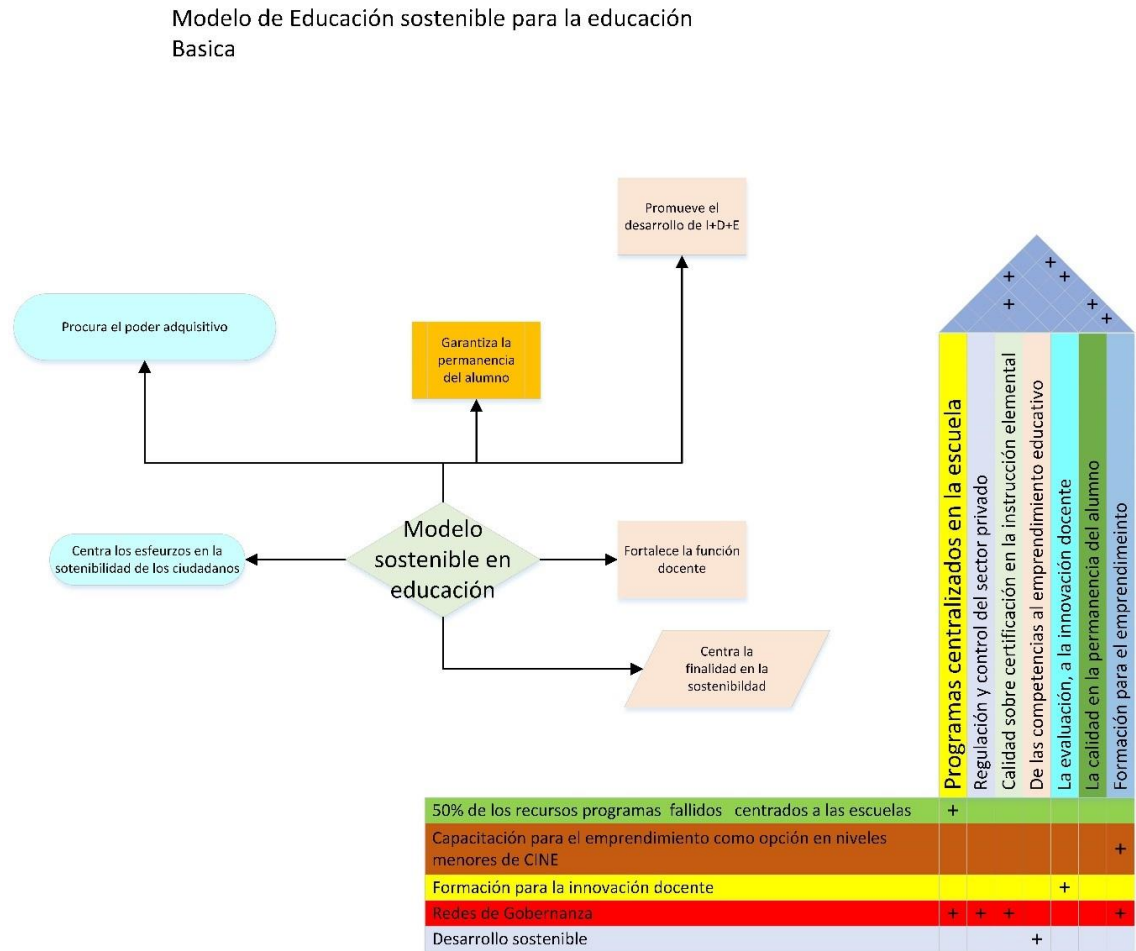 Modelo de Educación sostenible para la educación
Basica
Promueve el
desarrollo de I+D+E
Procura el poder adquisitivo
Garantiza la
permanencia
del alumno
Modelo
sostenible en
educación
Centra los esfeurzos en la
sotenibilidad de los ciudadanos
Fortalece la función
docente
Centra la
finalidad en la
sostenibildad
+
+
+
+
+
+
+
Programas centralizados en la escuela
Regulación y control del sector privado
Calidad sobre certificación en la instrucción elemental
De las competencias al emprendimiento educativo
La evaluación, a la innovación docente
La calidad en la permanencia del alumno
Formación para el emprendimeinto
50% de los recursos programas fallidos centrados a las escuelas +
Capacitación para el emprendimiento como opción en niveles
menores de CINE +
Formación para la innovación docente +
Redes de Gobernanza + + + +
Desarrollo sostenible +